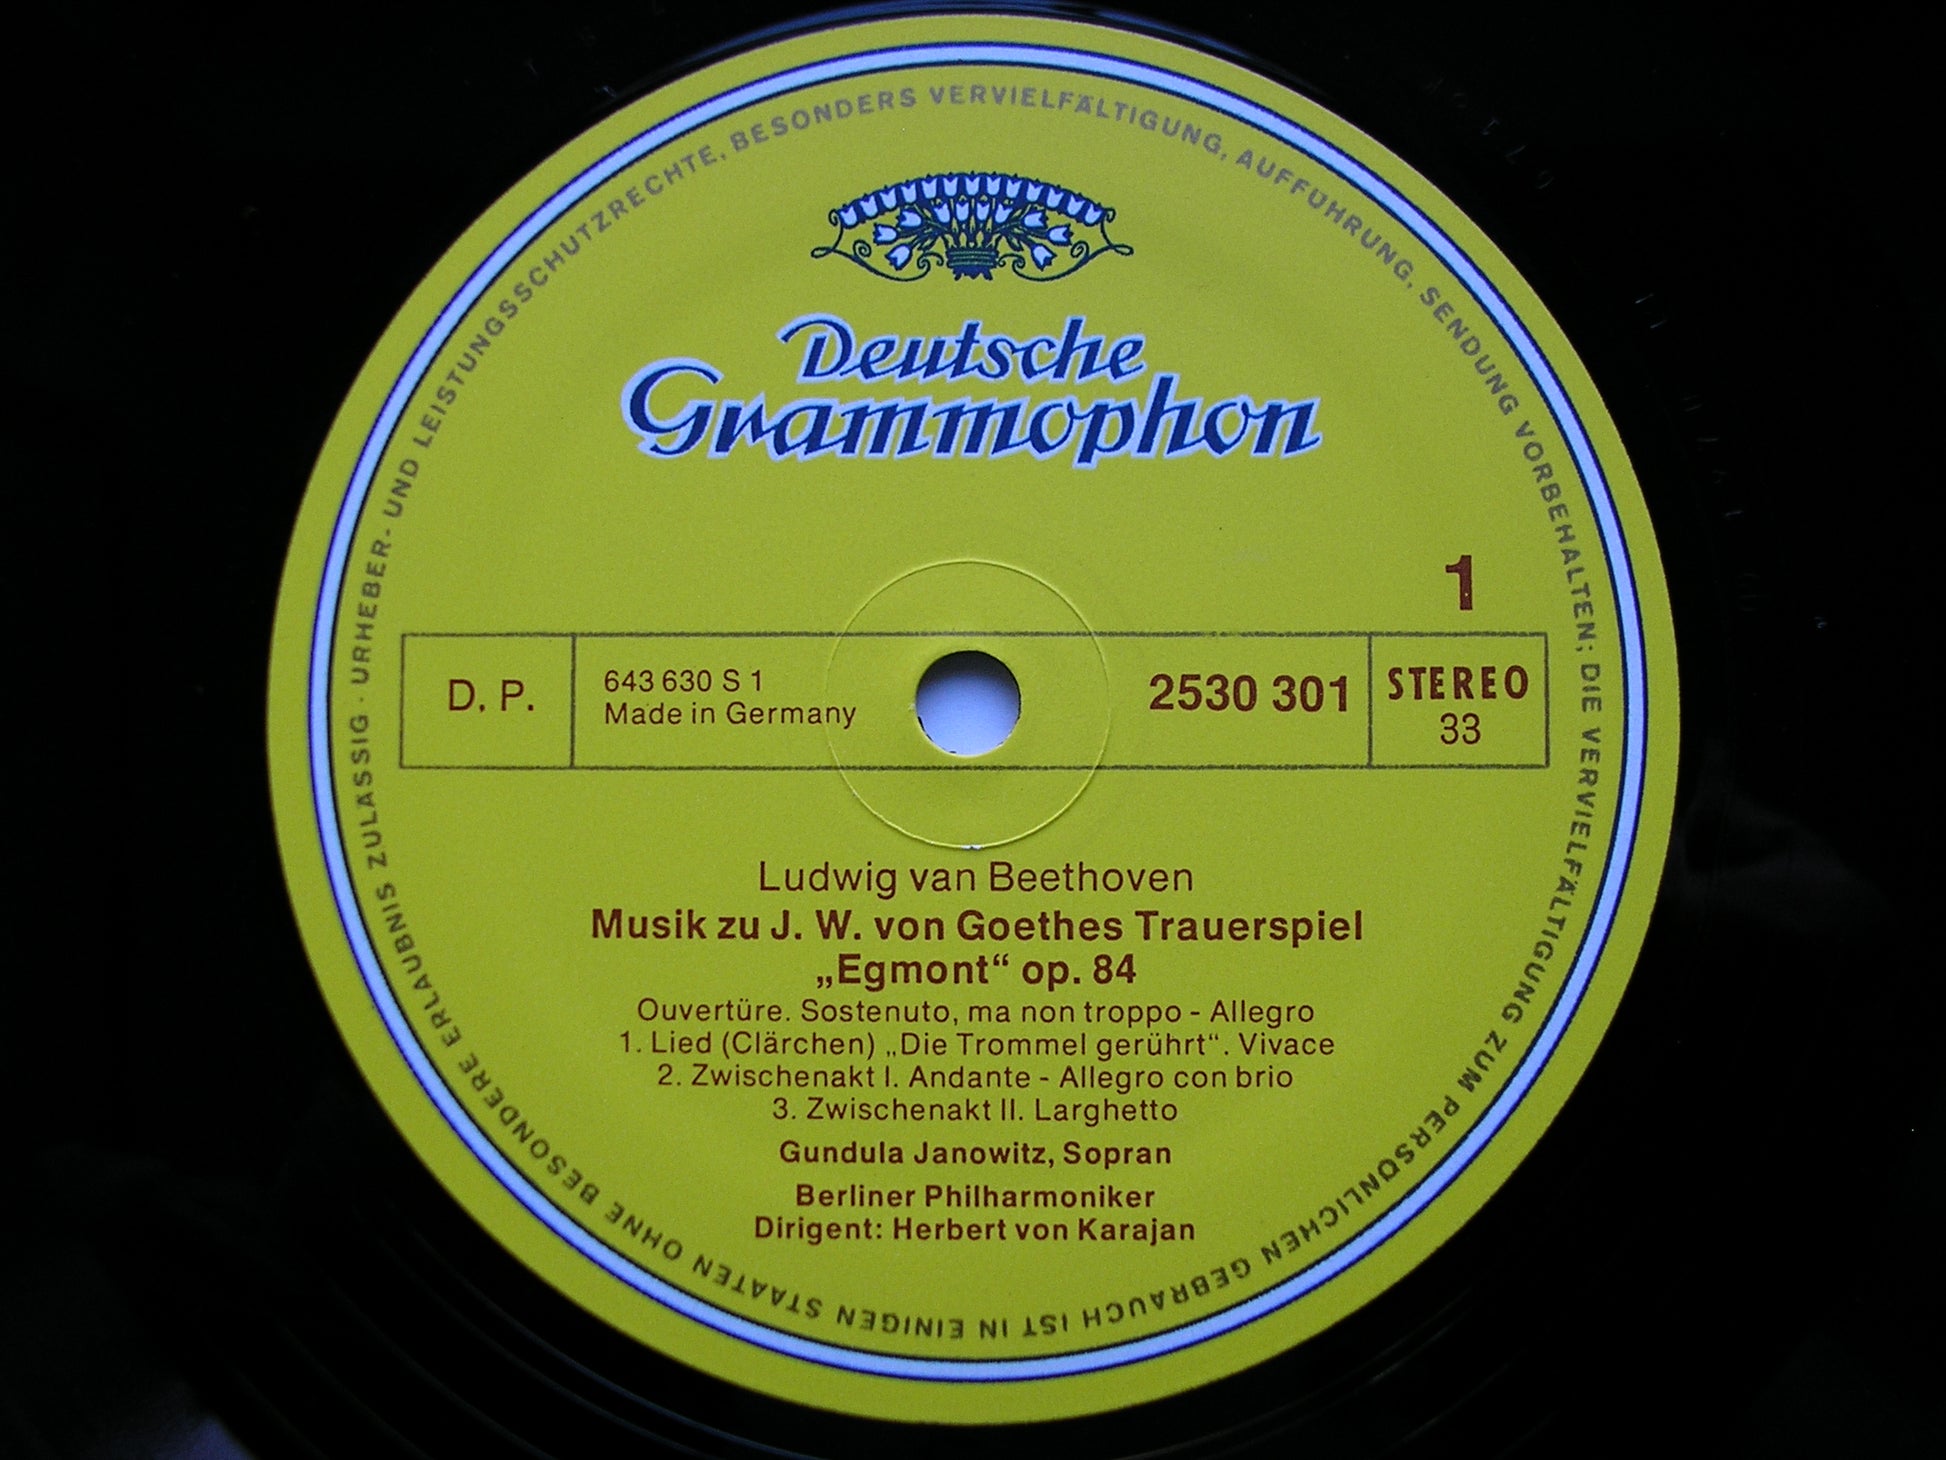 URHEBER- UND LEISTUNGSSCHUTZRECHTE, BESONDERS VERVIELFÄLTIGUNG, AUFFÜHRUNG, SENDUNG VORBEHALTEN; DIE VERVIELFÄLTIGUNG ZUM PERSÖNLICHEN GEBRAUCH IST IN EINIGEN STAATEN OHNE BESONDERE ERLAUBNIS ZULÄSSIG ·
Deutsche
Grammophon
1
D. P.
643 630 S 1
Made in Germany
2530 301
STEREO
33
Ludwig van Beethoven
Musik zu J. W. von Goethes Trauerspiel
„Egmont“ op. 84
Ouvertüre. Sostenuto, ma non troppo - Allegro
1. Lied (Clärchen) „Die Trommel gerührt“. Vivace
2. Zwischenakt I. Andante - Allegro con brio
3. Zwischenakt II. Larghetto
Gundula Janowitz, Sopran
Berliner Philharmoniker
Dirigent: Herbert von Karajan